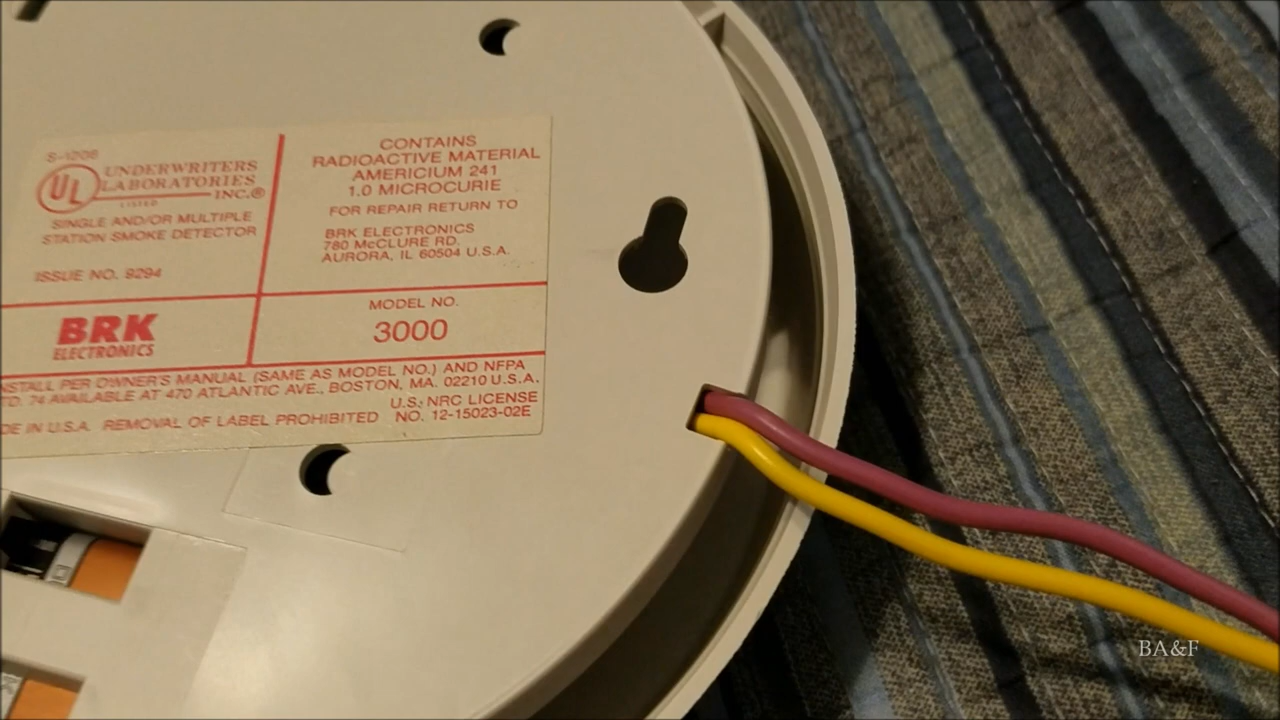 S-1208
UL
UNDERWRITERS
LABORATORIES
INC.®
LISTED
SINGLE AND/OR MULTIPLE
STATION SMOKE DETECTOR
ISSUE NO. 9294
CONTAINS
RADIOACTIVE MATERIAL
AMERICIUM 241
1.0 MICROCURIE
FOR REPAIR RETURN TO
BRK ELECTRONICS
780 McCLURE RD.
AURORA, IL 60504 U.S.A.
BRK
ELECTRONICS
MODEL NO.
3000
NSTALL PER OWNER'S MANUAL (SAME AS MODEL NO.) AND NFPA
TD. 74 AVAILABLE AT 470 ATLANTIC AVE., BOSTON, MA. 02210 U.S.A.
U.S. NRC LICENSE
DE IN U.S.A. REMOVAL OF LABEL PROHIBITED NO. 12-15023-02E
BA&F